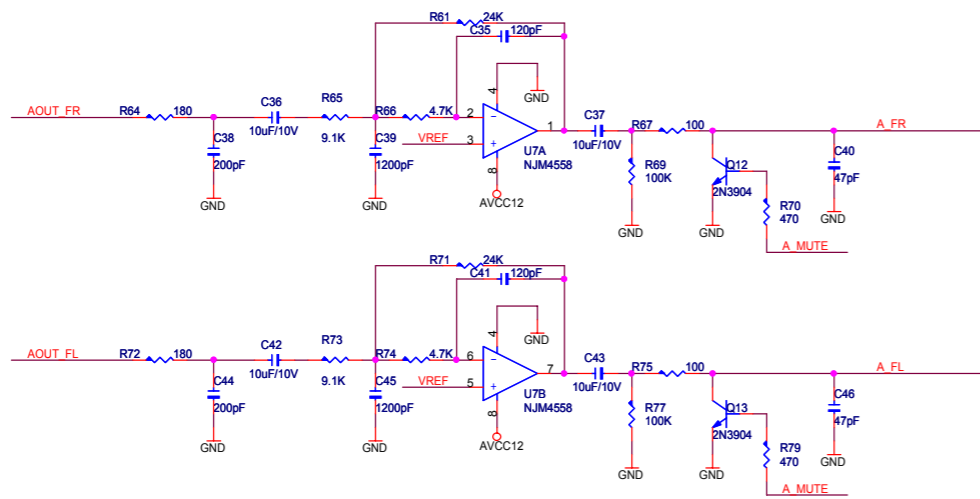 R61 24K
C35 120pF
4
GND
AOUT_FR R64 180 C36 10uF/10V R65 9.1K R66 4.7K 2 1 C37 10uF/10V R67 100 A_FR
C38 200pF
C39 1200pF
VREF 3
U7A
NJM4558
8
AVCC12
R69 100K
Q12
2N3904
C40 47pF
R70 470
GND GND GND GND GND
A_MUTE
R71 24K
C41 120pF
4
GND
AOUT_FL R72 180 C42 10uF/10V R73 9.1K R74 4.7K 6 7 C43 10uF/10V R75 100 A_FL
C44 200pF
C45 1200pF
VREF 5
U7B
NJM4558
8
AVCC12
R77 100K
Q13
2N3904
C46 47pF
R79 470
GND GND GND GND GND
A_MUTE